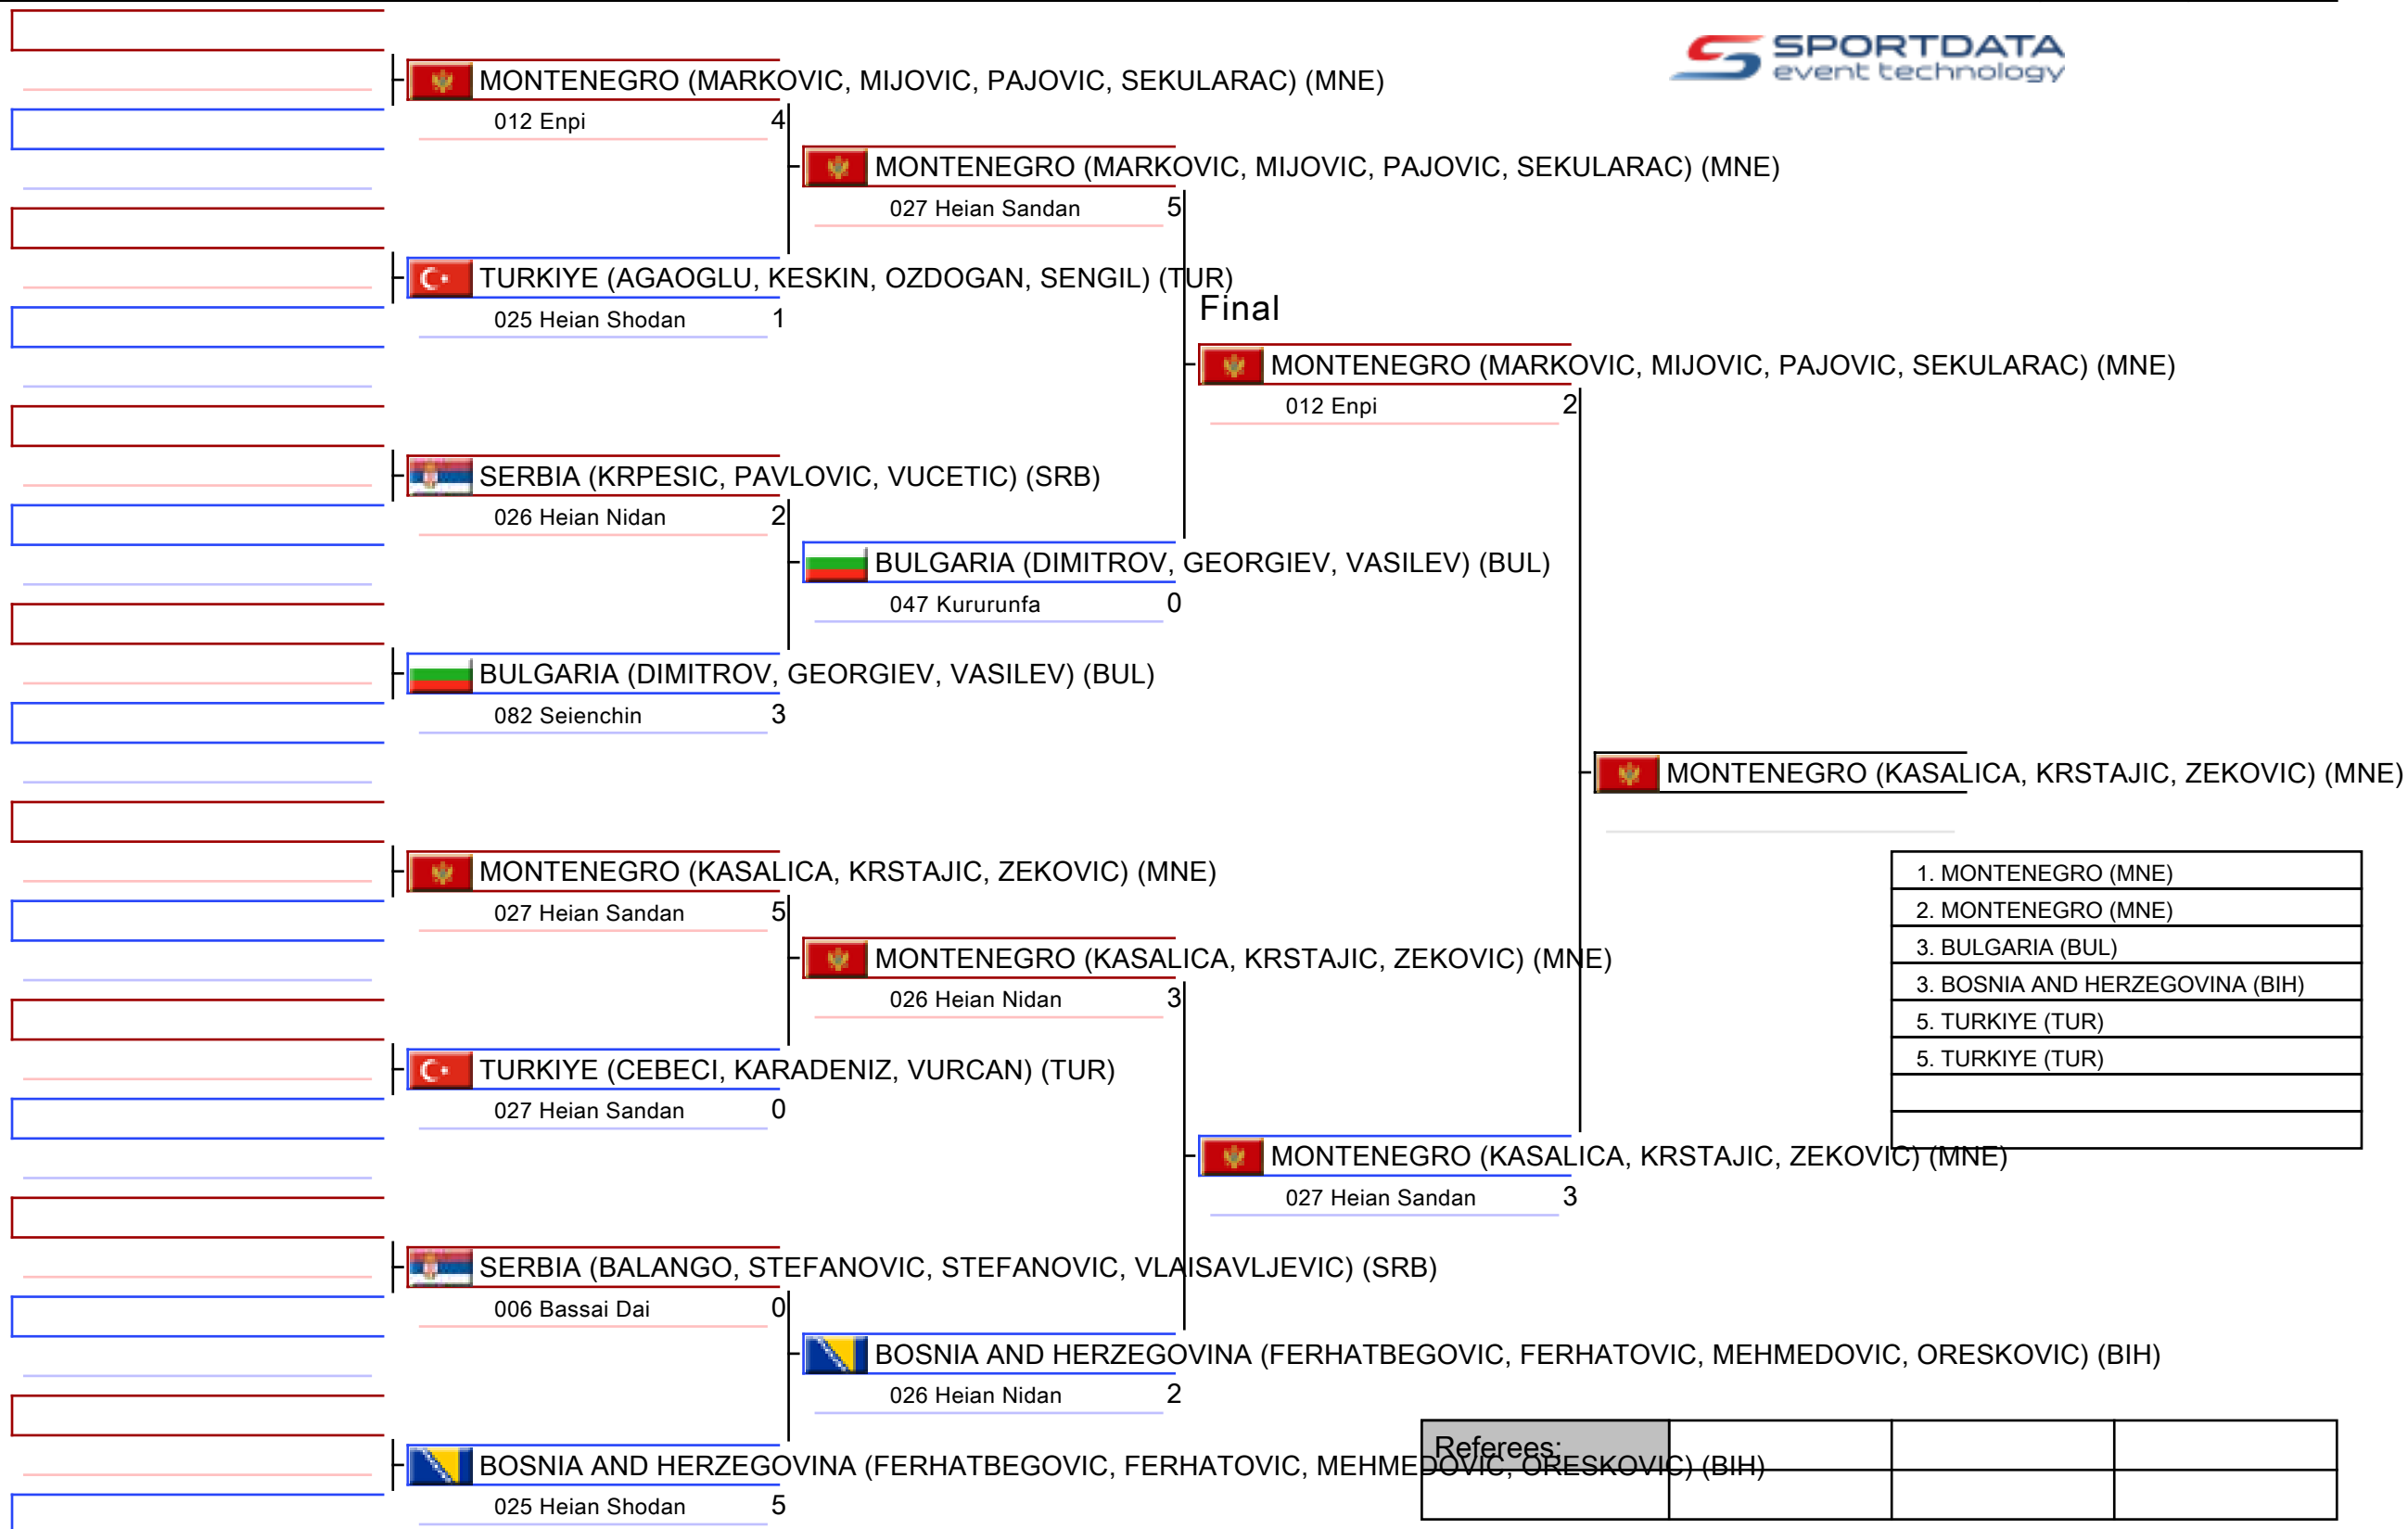 SPORTDATA
event technology
MONTENEGRO (MARKOVIC, MIJOVIC, PAJOVIC, SEKULARAC) (MNE)
012 Enpi 4
MONTENEGRO (MARKOVIC, MIJOVIC, PAJOVIC, SEKULARAC) (MNE)
027 Heian Sandan 5
TURKIYE (AGAOGLU, KESKIN, OZDOGAN, SENGIL) (TUR)
025 Heian Shodan 1
Final
MONTENEGRO (MARKOVIC, MIJOVIC, PAJOVIC, SEKULARAC) (MNE)
012 Enpi 2
SERBIA (KRPESIC, PAVLOVIC, VUCETIC) (SRB)
026 Heian Nidan 2
BULGARIA (DIMITROV, GEORGIEV, VASILEV) (BUL)
047 Kururunfa 0
BULGARIA (DIMITROV, GEORGIEV, VASILEV) (BUL)
082 Seienchin 3
MONTENEGRO (KASALICA, KRSTAJIC, ZEKOVIC) (MNE)
MONTENEGRO (KASALICA, KRSTAJIC, ZEKOVIC) (MNE)
027 Heian Sandan 5
MONTENEGRO (KASALICA, KRSTAJIC, ZEKOVIC) (MNE)
026 Heian Nidan 3
TURKIYE (CEBECI, KARADENIZ, VURCAN) (TUR)
027 Heian Sandan 0
1. MONTENEGRO (MNE)
2. MONTENEGRO (MNE)
3. BULGARIA (BUL)
3. BOSNIA AND HERZEGOVINA (BIH)
5. TURKIYE (TUR)
5. TURKIYE (TUR)
MONTENEGRO (KASALICA, KRSTAJIC, ZEKOVIC) (MNE)
027 Heian Sandan 3
SERBIA (BALANGO, STEFANOVIC, STEFANOVIC, VLAISAVLJEVIC) (SRB)
006 Bassai Dai 0
BOSNIA AND HERZEGOVINA (FERHATBEGOVIC, FERHATOVIC, MEHMEDOVIC, ORESKOVIC) (BIH)
026 Heian Nidan 2
Referees:
BOSNIA AND HERZEGOVINA (FERHATBEGOVIC, FERHATOVIC, MEHMEDOVIC, ORESKOVIC) (BIH)
025 Heian Shodan 5